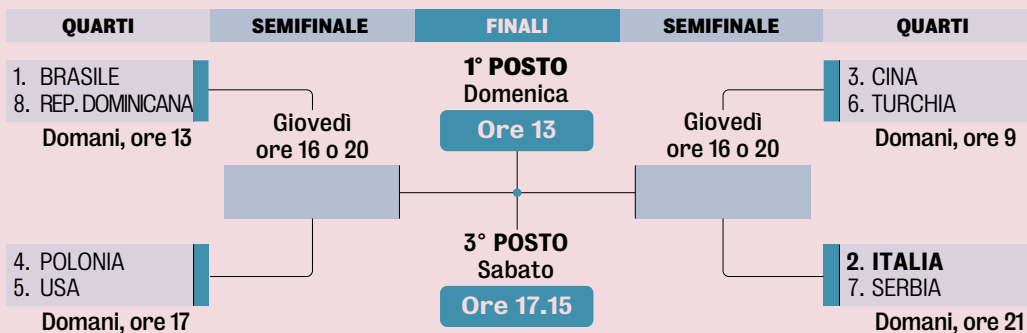 QUARTI
SEMIFINALE
FINALI
SEMIFINALE
QUARTI
1. BRASILE
8. REP. DOMINICANA
Domani, ore 13
4. POLONIA
5. USA
Domani, ore 17
Giovedì
ore 16 o 20
1° POSTO
Domenica
Ore 13
3° POSTO
Sabato
Ore 17.15
Giovedì
ore 16 o 20
3. CINA
6. TURCHIA
Domani, ore 9
2. ITALIA
7. SERBIA
Domani, ore 21